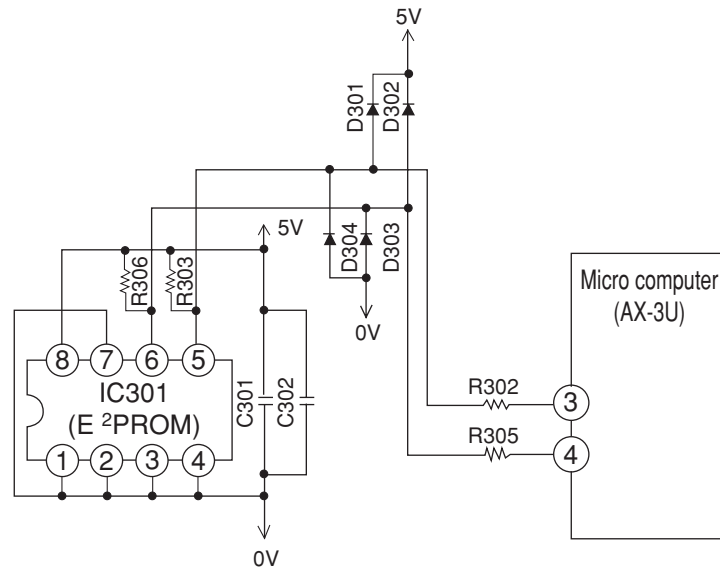 5V
D301
D302
5V
D304
D303
R306
R303
0V
Micro computer
(AX-3U)
8 7 6 5
IC301
(E ²PROM)
C301
C302
R302
3
R305
4
1 2 3 4
0V